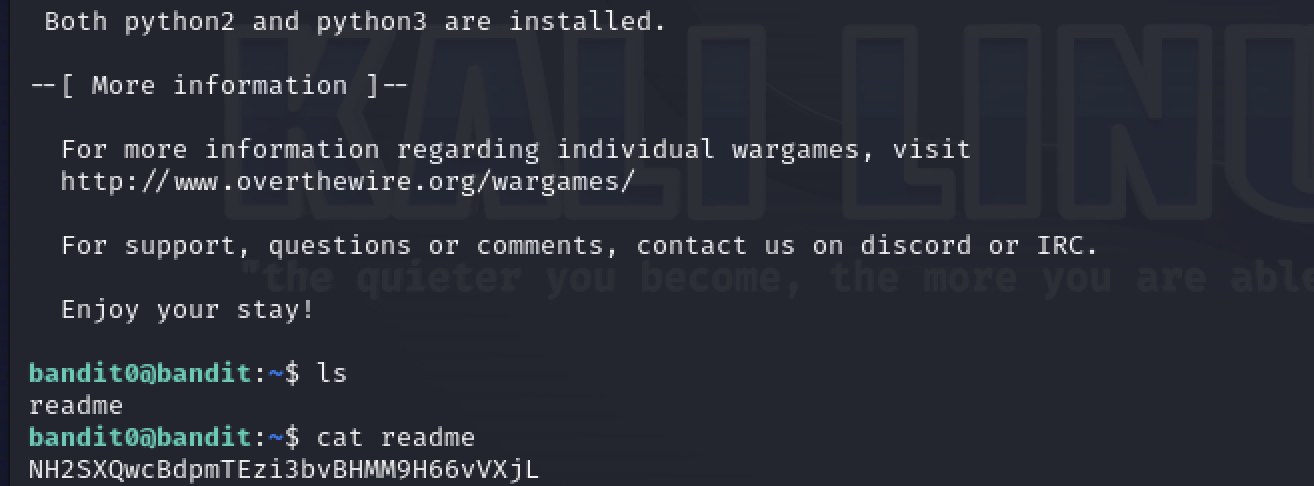 Both python2 and python3 are installed.
--[ More information ]--
For more information regarding individual wargames, visit
http://www.overthewire.org/wargames/
For support, questions or comments, contact us on discord or IRC.
"the quieter you become, the more you are able
Enjoy your stay!
bandit0@bandit:~$ ls
readme
bandit0@bandit:~$ cat readme
NH2SXQwcBdpmTEzi3bvBHMM9H66vVXjL
KALI LINU